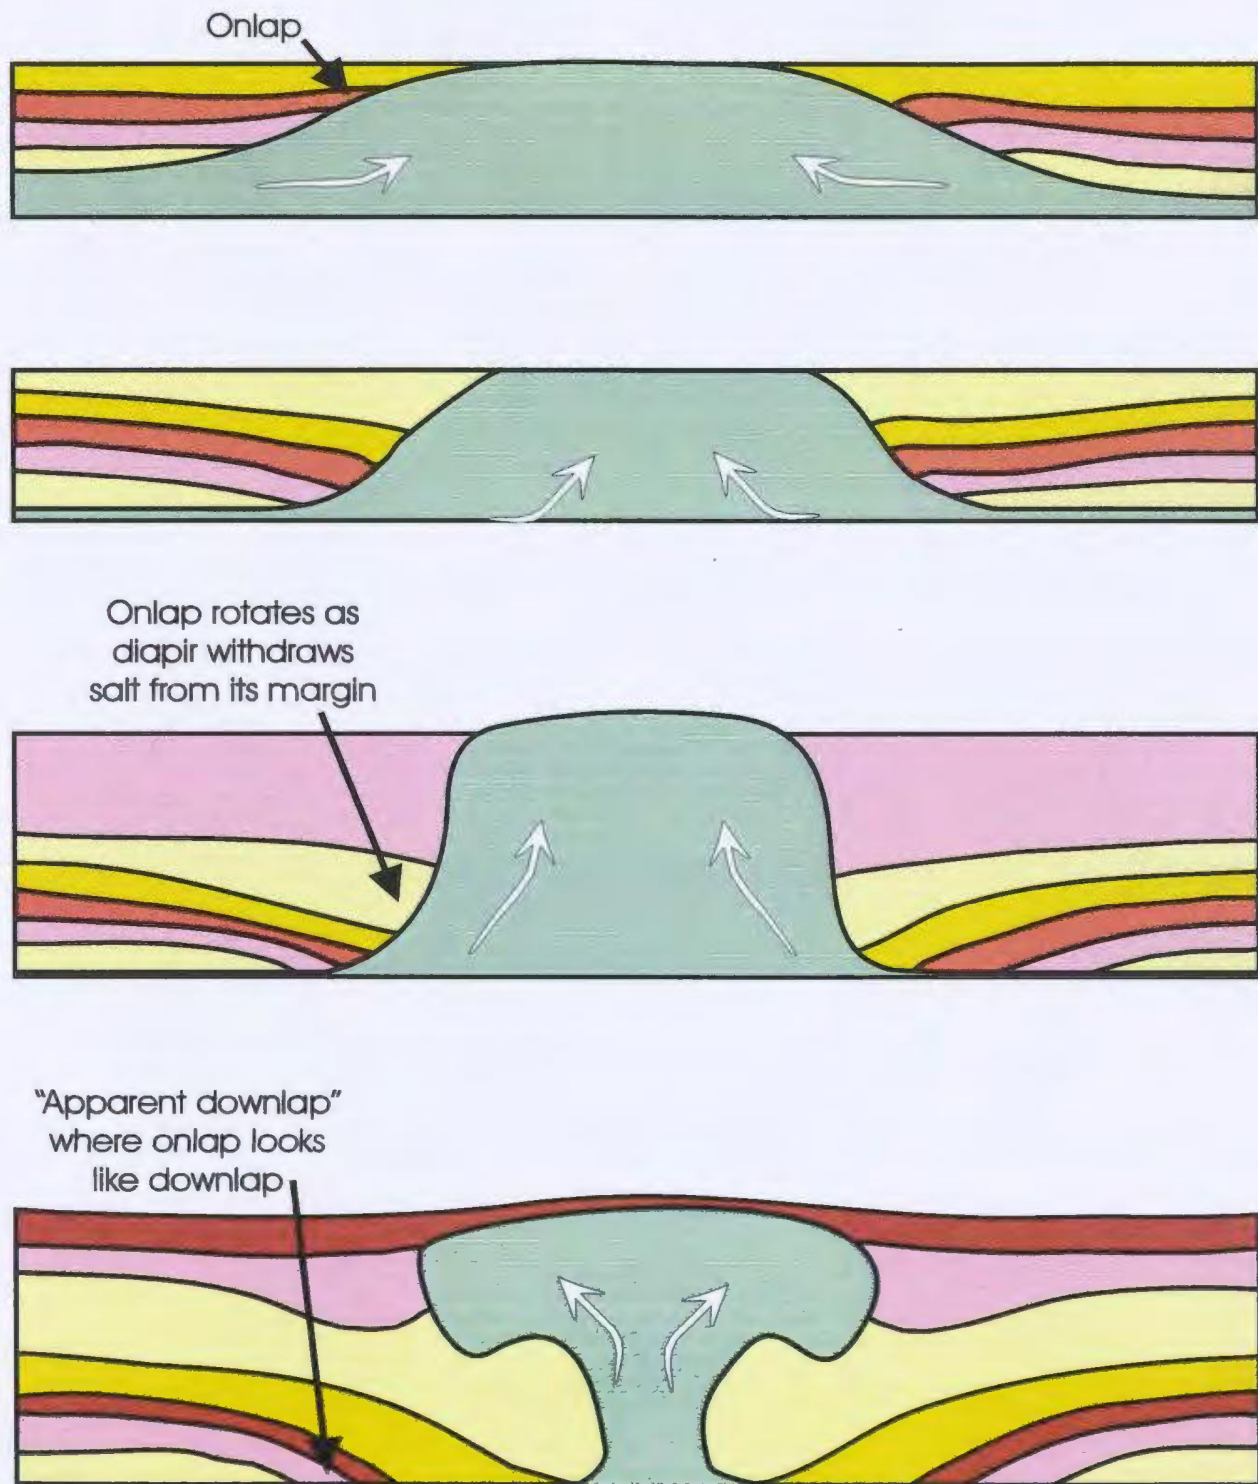 Onlap
Onlap rotates as
diapir withdraws
salt from its margin
"Apparent downlap"
where onlap looks
like downlap